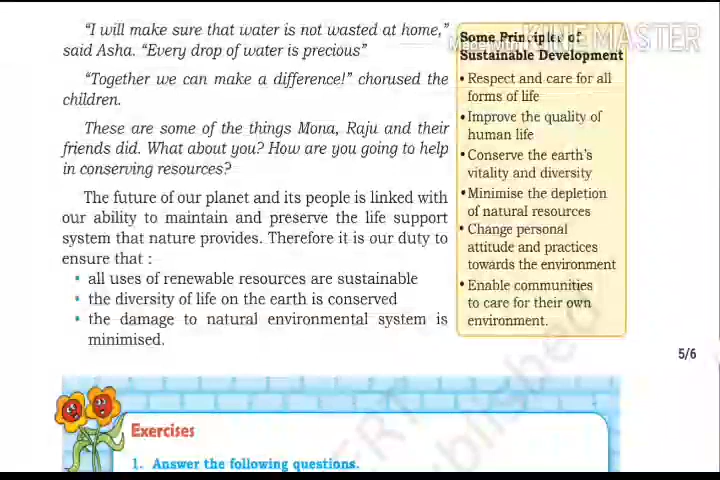 "I will make sure that water is not wasted at home,"
said Asha. "Every drop of water is precious"
"Together we can make a difference!" chorused the
children.
These are some of the things Mona, Raju and their
friends did. What about you? How are you going to help
in conserving resources?
The future of our planet and its people is linked with
our ability to maintain and preserve the life support
system that nature provides. Therefore it is our duty to
ensure that :
• all uses of renewable resources are sustainable
• the diversity of life on the earth is conserved
• the damage to natural environmental system is
minimised.
Made with KINEMASTER
Some Principles of
Sustainable Development
• Respect and care for all
forms of life
• Improve the quality of
human life
• Conserve the earth's
vitality and diversity
• Minimise the depletion
of natural resources
• Change personal
attitude and practices
towards the environment
• Enable communities
to care for their own
environment.
5/6
Exercises
1. Answer the following questions.